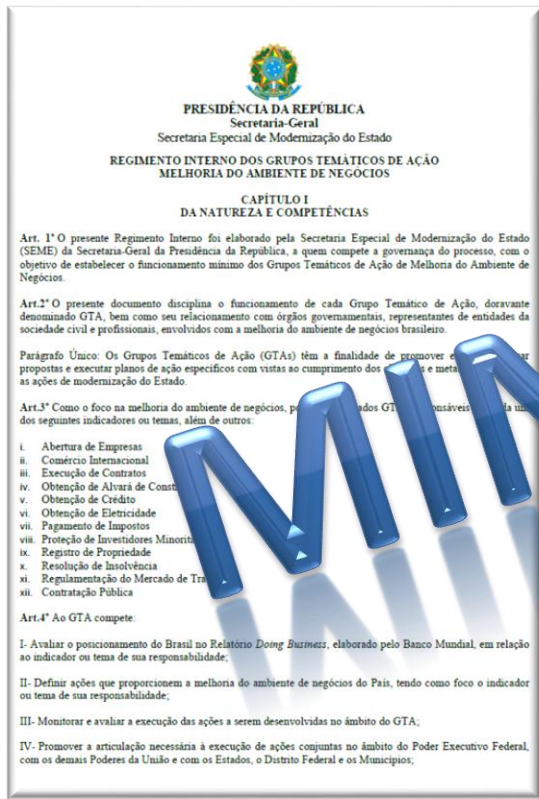 PRESIDÊNCIA DA REPÚBLICA
Secretaria-Geral
Secretaria Especial de Modernização do Estado
REGIMENTO INTERNO DOS GRUPOS TEMÁTICOS DE AÇÃO
MELHORIA DO AMBIENTE DE NEGÓCIOS
CAPÍTULO I
DA NATUREZA E COMPETÊNCIAS
Art. 1º O presente Regimento Interno foi elaborado pela Secretaria Especial de Modernização do Estado
(SEME) da Secretaria-Geral da Presidência da República, a quem compete a governança do processo, com o
objetivo de estabelecer o funcionamento mínimo dos Grupos Temáticos de Ação de Melhoria do Ambiente de
Negócios.
Art.2º O presente documento disciplina o funcionamento de cada Grupo Temático de Ação, doravante
denominado GTA, bem como seu relacionamento com órgãos governamentais, representantes de entidades da
sociedade civil e profissionais, envolvidos com a melhoria do ambiente de negócios brasileiro.
Parágrafo Único: Os Grupos Temáticos de Ação (GTAs) têm a finalidade de promover
propostas e executar planos de ação específicos com vistas ao cumprimento dos e
as ações de modernização do Estado.
Art.3º Como o foco na melhoria do ambiente de negócios,
dos seguintes indicadores ou temas, além de outros:
i. Abertura de Empresas
ii. Comércio Internacional
iii. Execução de Contratos
iv. Obtenção de Alvará de
v. Obtenção de Crédito
vi. Obtenção de Eletricidade
vii. Pagamento de Impostos
viii. Proteção de Investidores
ix. Registro de Propriedade
x. Resolução de Insolvência
xi. Regulamentação do Mercado de
xii. Contratação Pública
Art.4º Ao GTA compete:
I- Avaliar o posicionamento do Brasil no Relatório Doing Business, elaborado pelo Banco Mundial, em relação
ao indicador ou tema de sua responsabilidade;
II- Definir ações que proporcionem a melhoria do ambiente de negócios do País, tendo como foco o indicador
ou tema de sua responsabilidade;
III- Monitorar e avaliar a execução das ações a serem desenvolvidas no âmbito do GTA;
IV- Promover a articulação necessária à execução de ações conjuntas no âmbito do Poder Executivo Federal,
com os demais Poderes da União e com os Estados, o Distrito Federal e os Municípios;